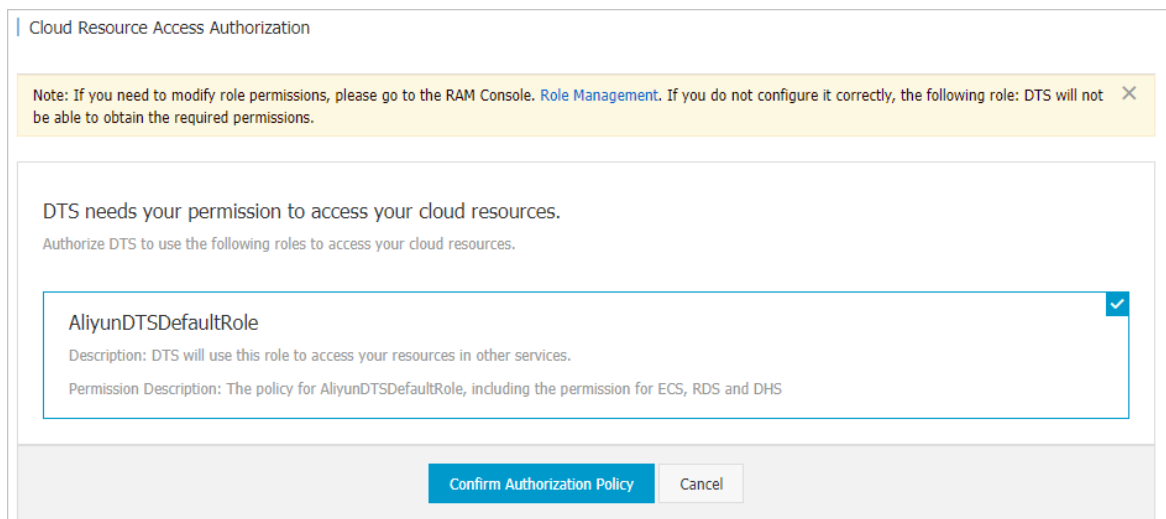 Cloud Resource Access Authorization
Note: If you need to modify role permissions, please go to the RAM Console. Role Management. If you do not configure it correctly, the following role: DTS will not
be able to obtain the required permissions.
DTS needs your permission to access your cloud resources.
Authorize DTS to use the following roles to access your cloud resources.
AliyunDTSDefaultRole
Description: DTS will use this role to access your resources in other services.
Permission Description: The policy for AliyunDTSDefaultRole, including the permission for ECS, RDS and DHS
Confirm Authorization Policy
Cancel